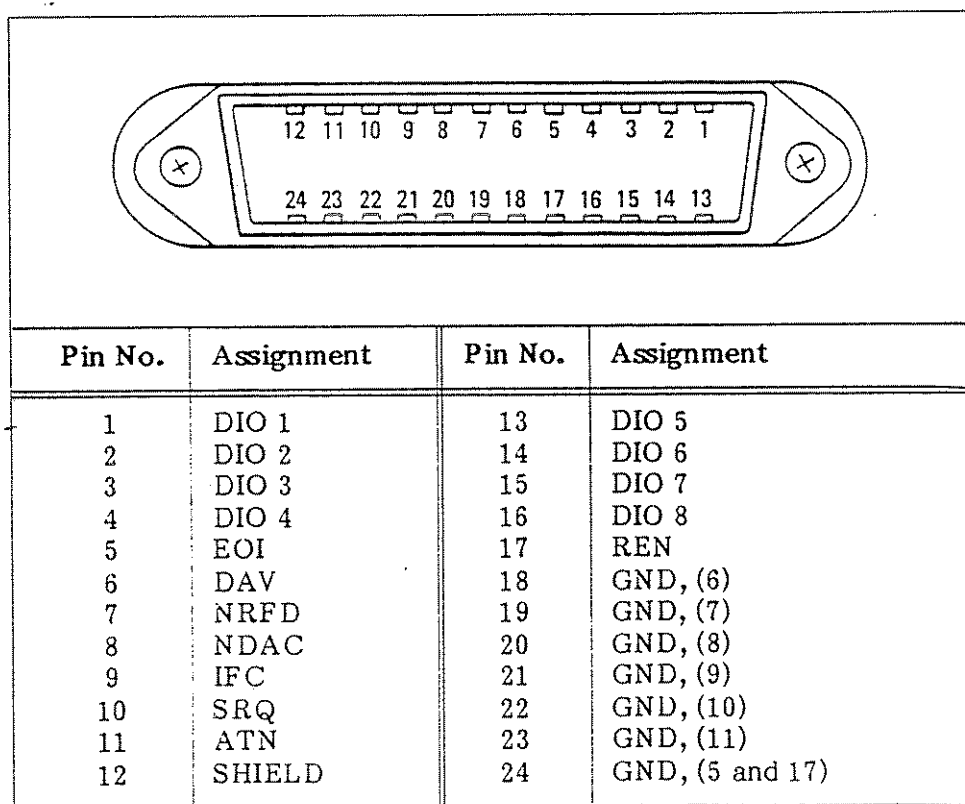 12 11 10 9 8 7 6 5 4 3 2 1
24 23 22 21 20 19 18 17 16 15 14 13
Pin No. Assignment Pin No. Assignment
1 DIO 1 13 DIO 5
2 DIO 2 14 DIO 6
3 DIO 3 15 DIO 7
4 DIO 4 16 DIO 8
5 EOI 17 REN
6 DAV 18 GND, (6)
7 NRFD 19 GND, (7)
8 NDAC 20 GND, (8)
9 IFC 21 GND, (9)
10 SRQ 22 GND, (10)
11 ATN 23 GND, (11)
12 SHIELD 24 GND, (5 and 17)